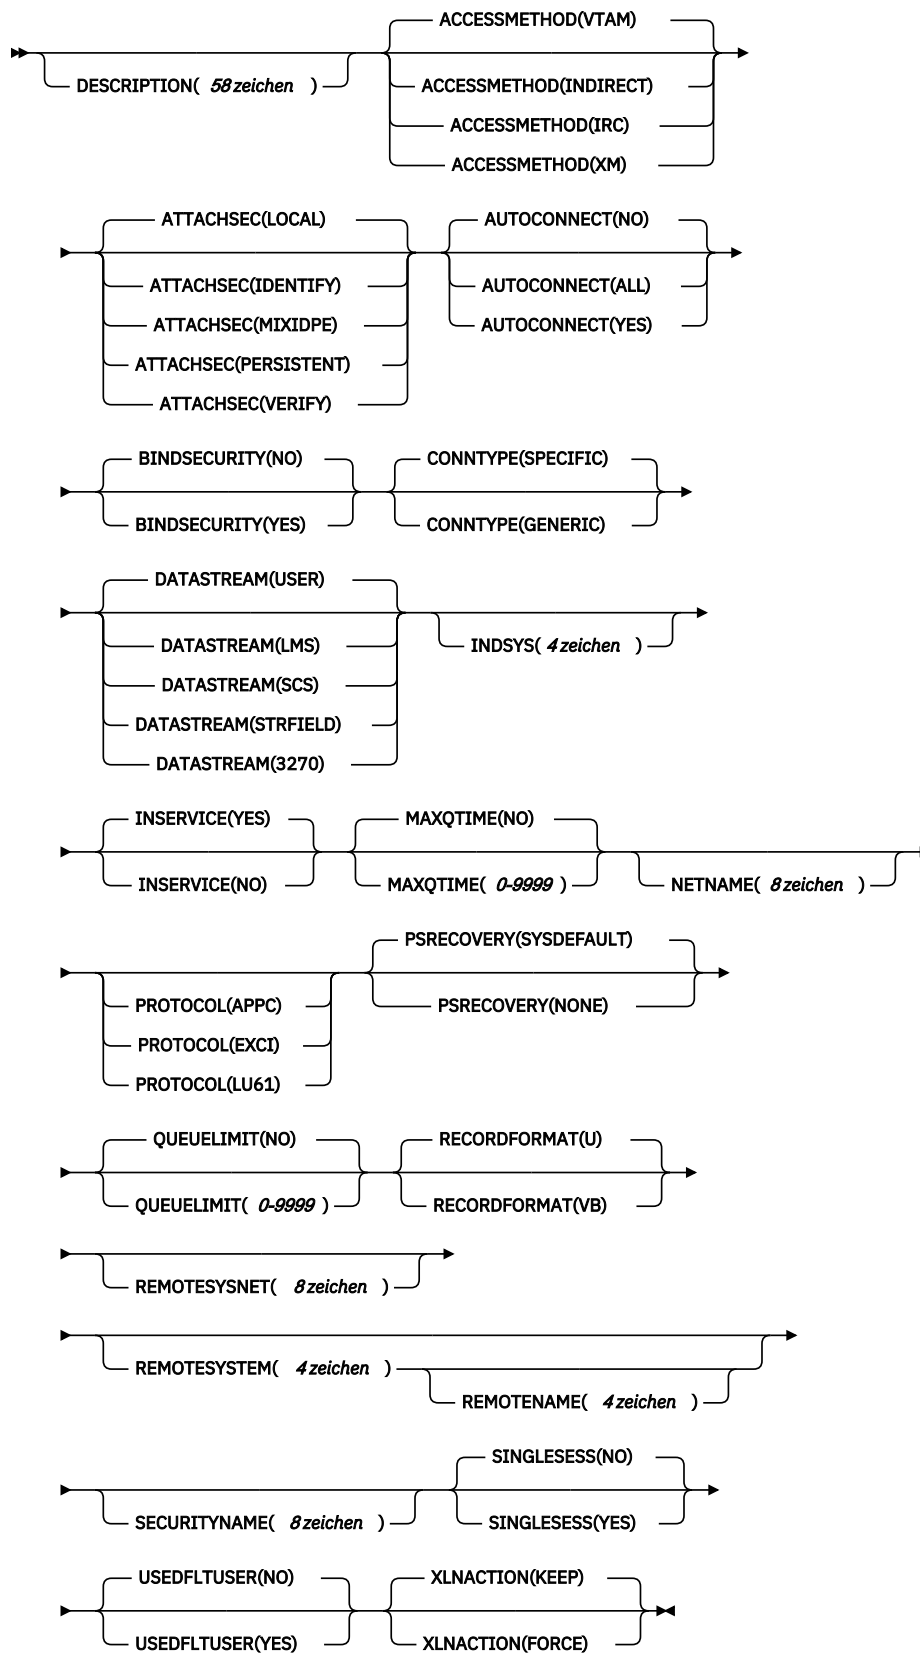 ACCESSMETHOD(VTAM)
DESCRIPTION( 58 zeichen )
ACCESSMETHOD(INDIRECT)
ACCESSMETHOD(IRC)
ACCESSMETHOD(XM)
ATTACHSEC(LOCAL)
ATTACHSEC(IDENTIFY)
ATTACHSEC(MIXIDPE)
ATTACHSEC(PERSISTENT)
ATTACHSEC(VERIFY)
AUTOCONNECT(NO)
AUTOCONNECT(ALL)
AUTOCONNECT(YES)
BINDSECURITY(NO)
BINDSECURITY(YES)
CONNTYPE(SPECIFIC)
CONNTYPE(GENERIC)
DATASTREAM(USER)
DATASTREAM(LMS)
DATASTREAM(SCS)
DATASTREAM(STRFIELD)
DATASTREAM(3270)
INDSYS( 4 zeichen )
INSERVICE(YES)
INSERVICE(NO)
MAXQTIME(NO)
MAXQTIME( 0-9999 )
NETNAME( 8 zeichen )
PROTOCOL(APPC)
PROTOCOL(EXCI)
PROTOCOL(LU61)
PSRECOVERY(SYSDEFAULT)
PSRECOVERY(NONE)
QUEUELIMIT(NO)
QUEUELIMIT( 0-9999 )
RECORDFORMAT(U)
RECORDFORMAT(VB)
REMOTESYSNET( 8 zeichen )
REMOTESYSTEM( 4 zeichen )
REMOTENAME( 4 zeichen )
SECURITYNAME( 8 zeichen )
SINGLESESS(NO)
SINGLESESS(YES)
USEDFLTUSER(NO)
USEDFLTUSER(YES)
XLNACTION(KEEP)
XLNACTION(FORCE)